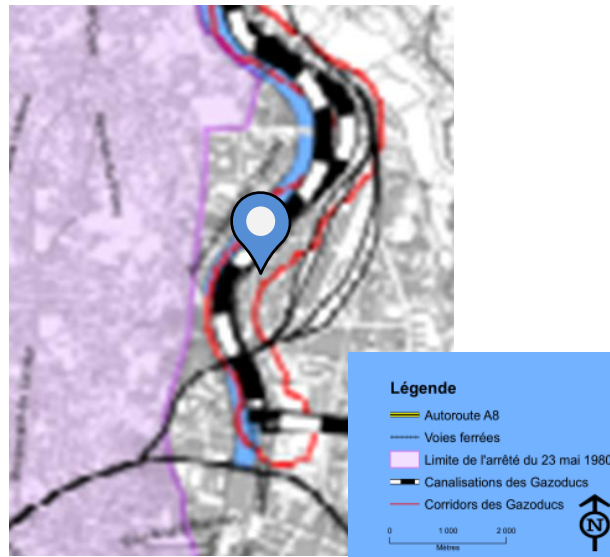 Légende
Autoroute A8
Voies ferrées
Limite de l'arrêté du 23 mai 1980
Canalisations des Gazoducs
Corridors des Gazoducs
0 1 000 2 000
Mètres
N